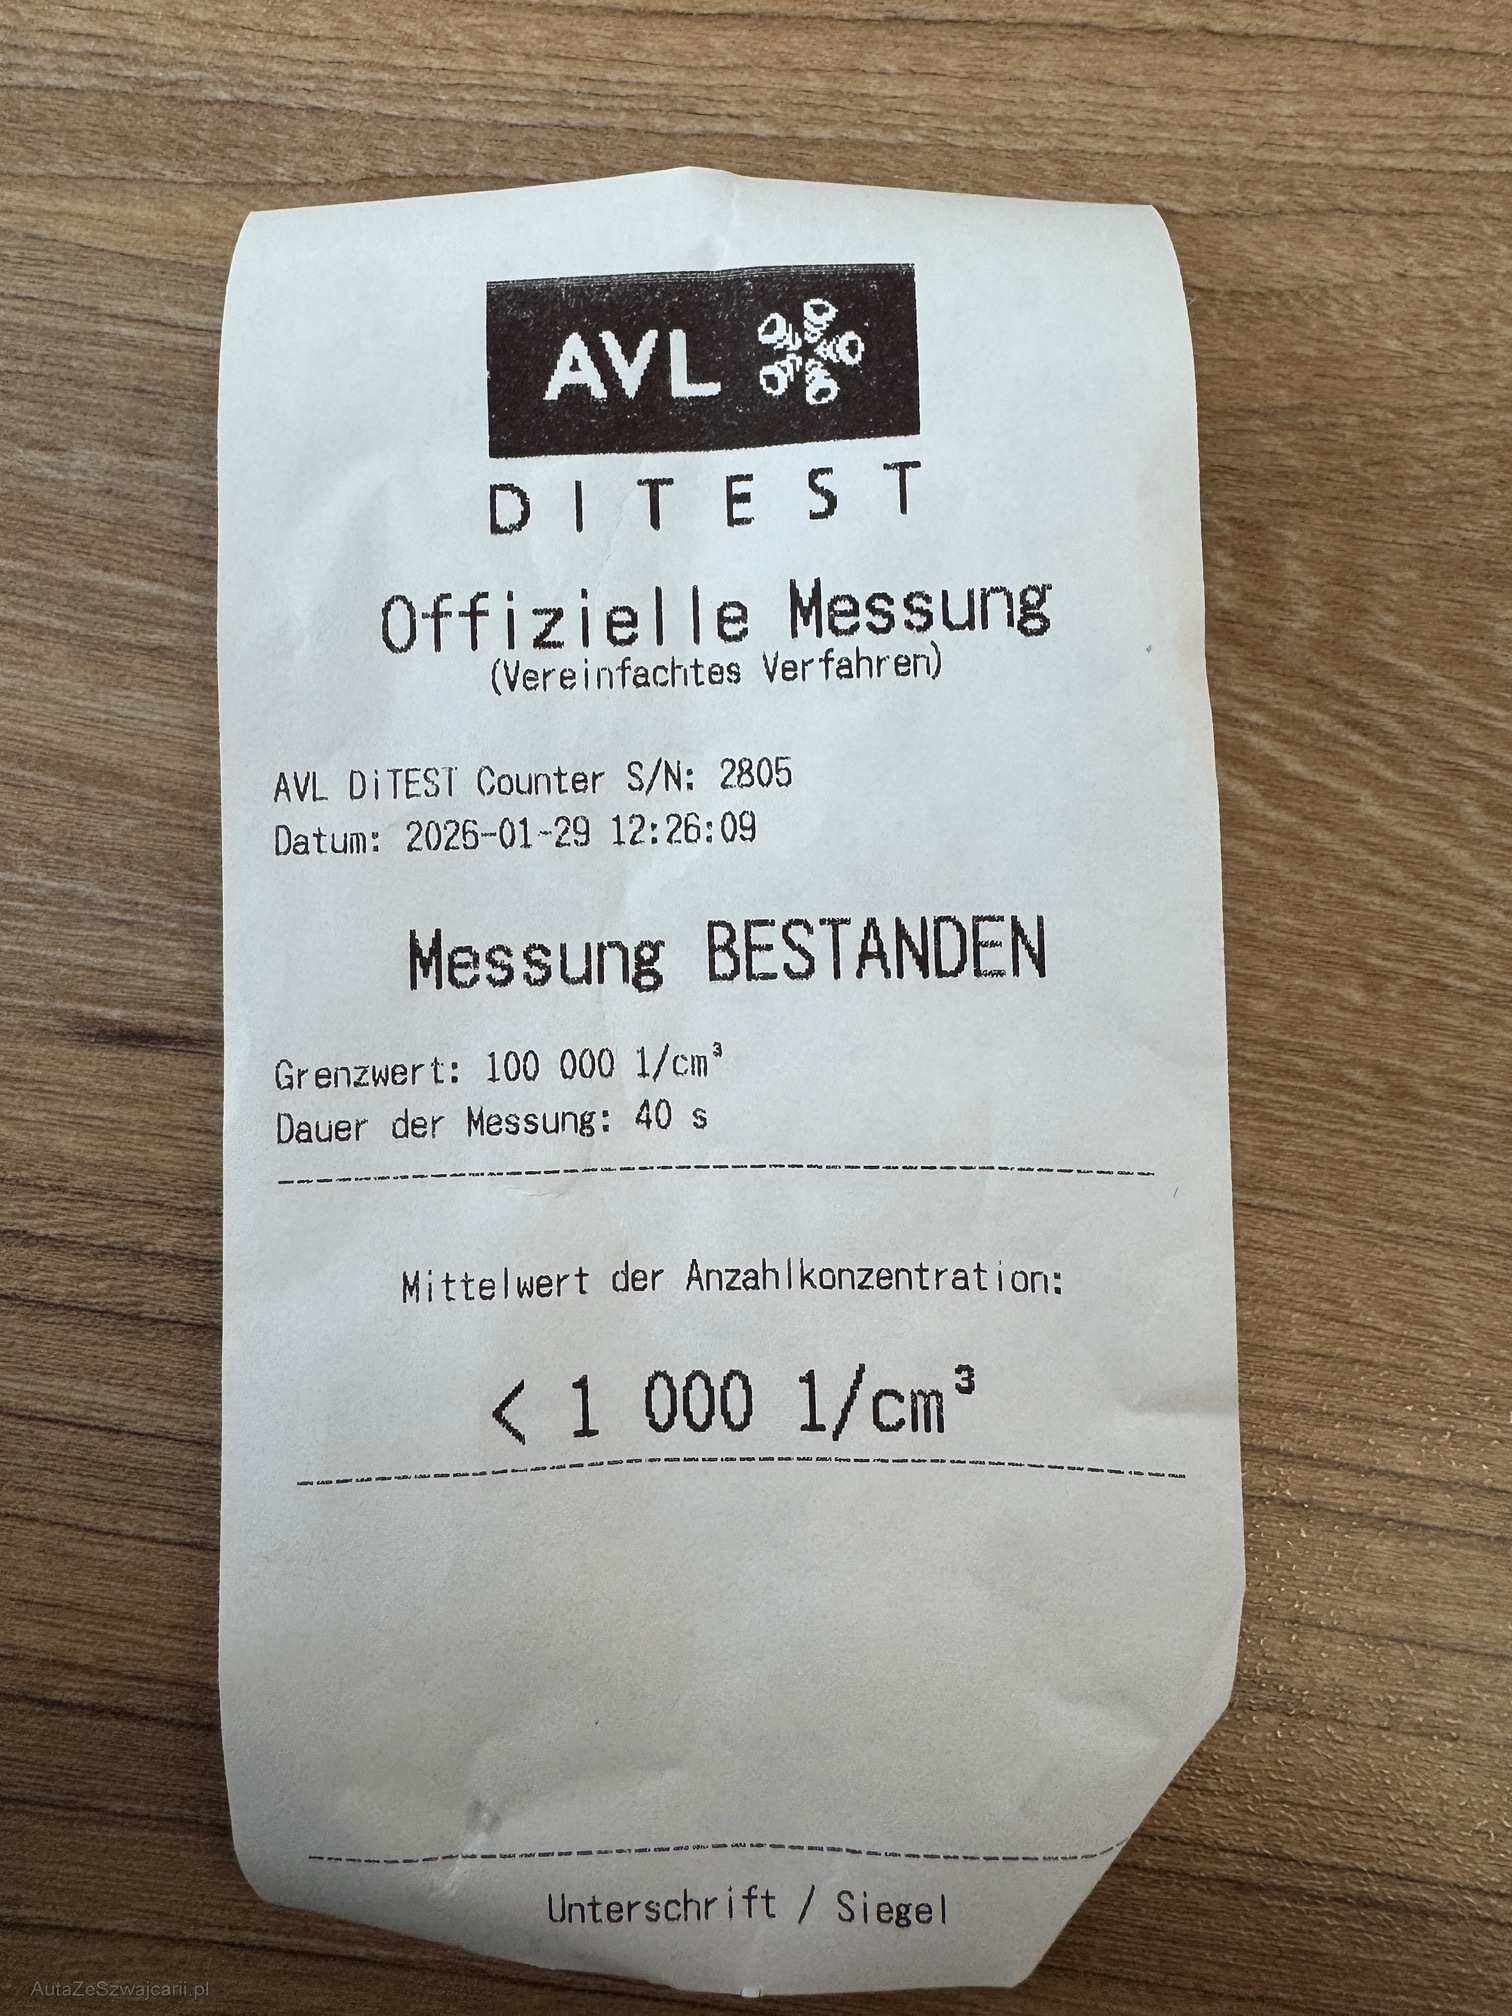 AVL
DITEST
Offizielle Messung
(Vereinfachtes Verfahren)
AVL DiTEST Counter S/N: 2805
Datum: 2026-01-29 12:26:09
Messung BESTANDEN
Grenzwert: 100 000 1/cm³
Dauer der Messung: 40 s
Mittelwert der Anzahlkonzentration:
< 1 000 1/cm³
Unterschrift / Siegel
AutaZeSzwajcarii.pl